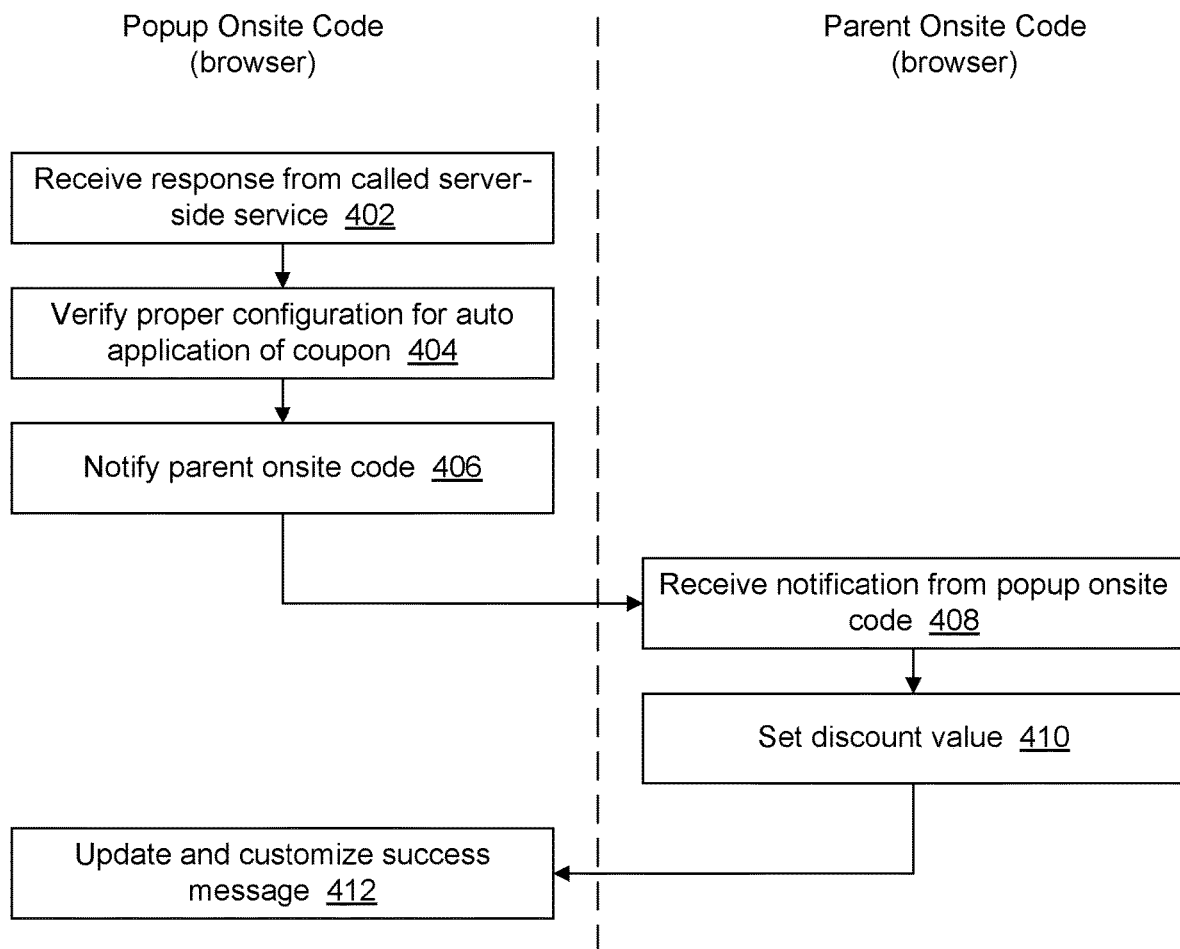 Popup Onsite Code
(browser)
Parent Onsite Code
(browser)
Receive response from called server-
side service 402
Verify proper configuration for auto
application of coupon 404
Notify parent onsite code 406
Receive notification from popup onsite
code 408
Set discount value 410
Update and customize success
message 412